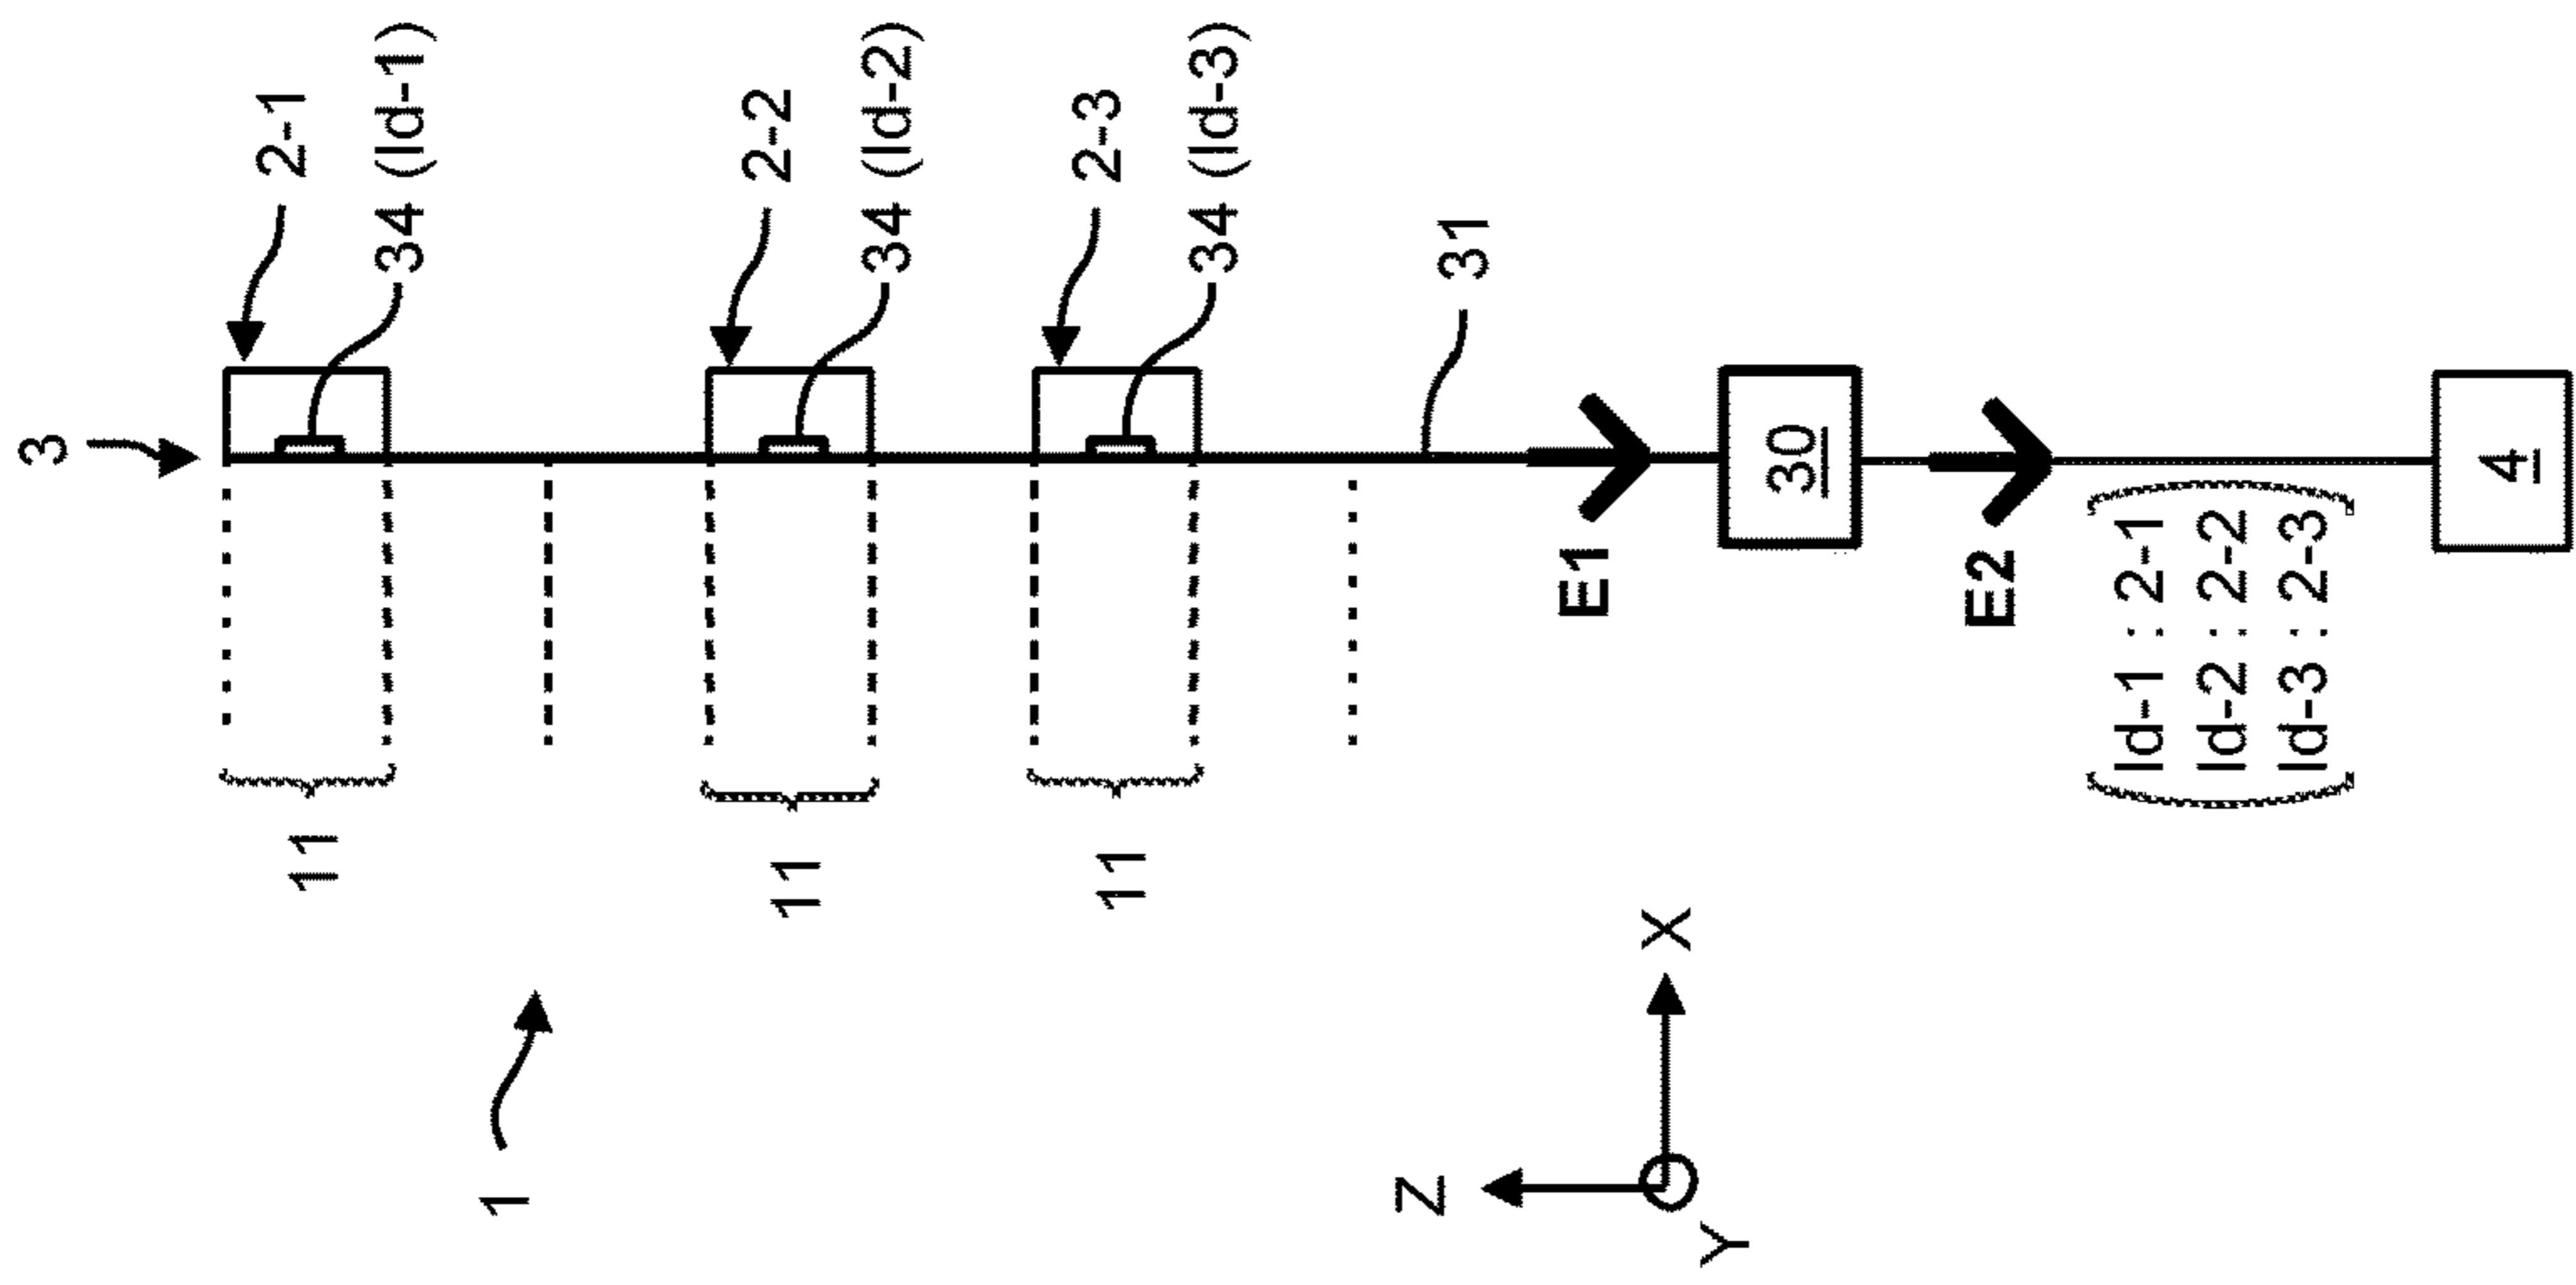 3
2-1
11
34 (Id-1)
1
2-2
11
34 (Id-2)
2-3
11
34 (Id-3)
Z
31
E1
X
Y
30
E2
Id-1 : 2-1
Id-2 : 2-2
Id-3 : 2-3
4